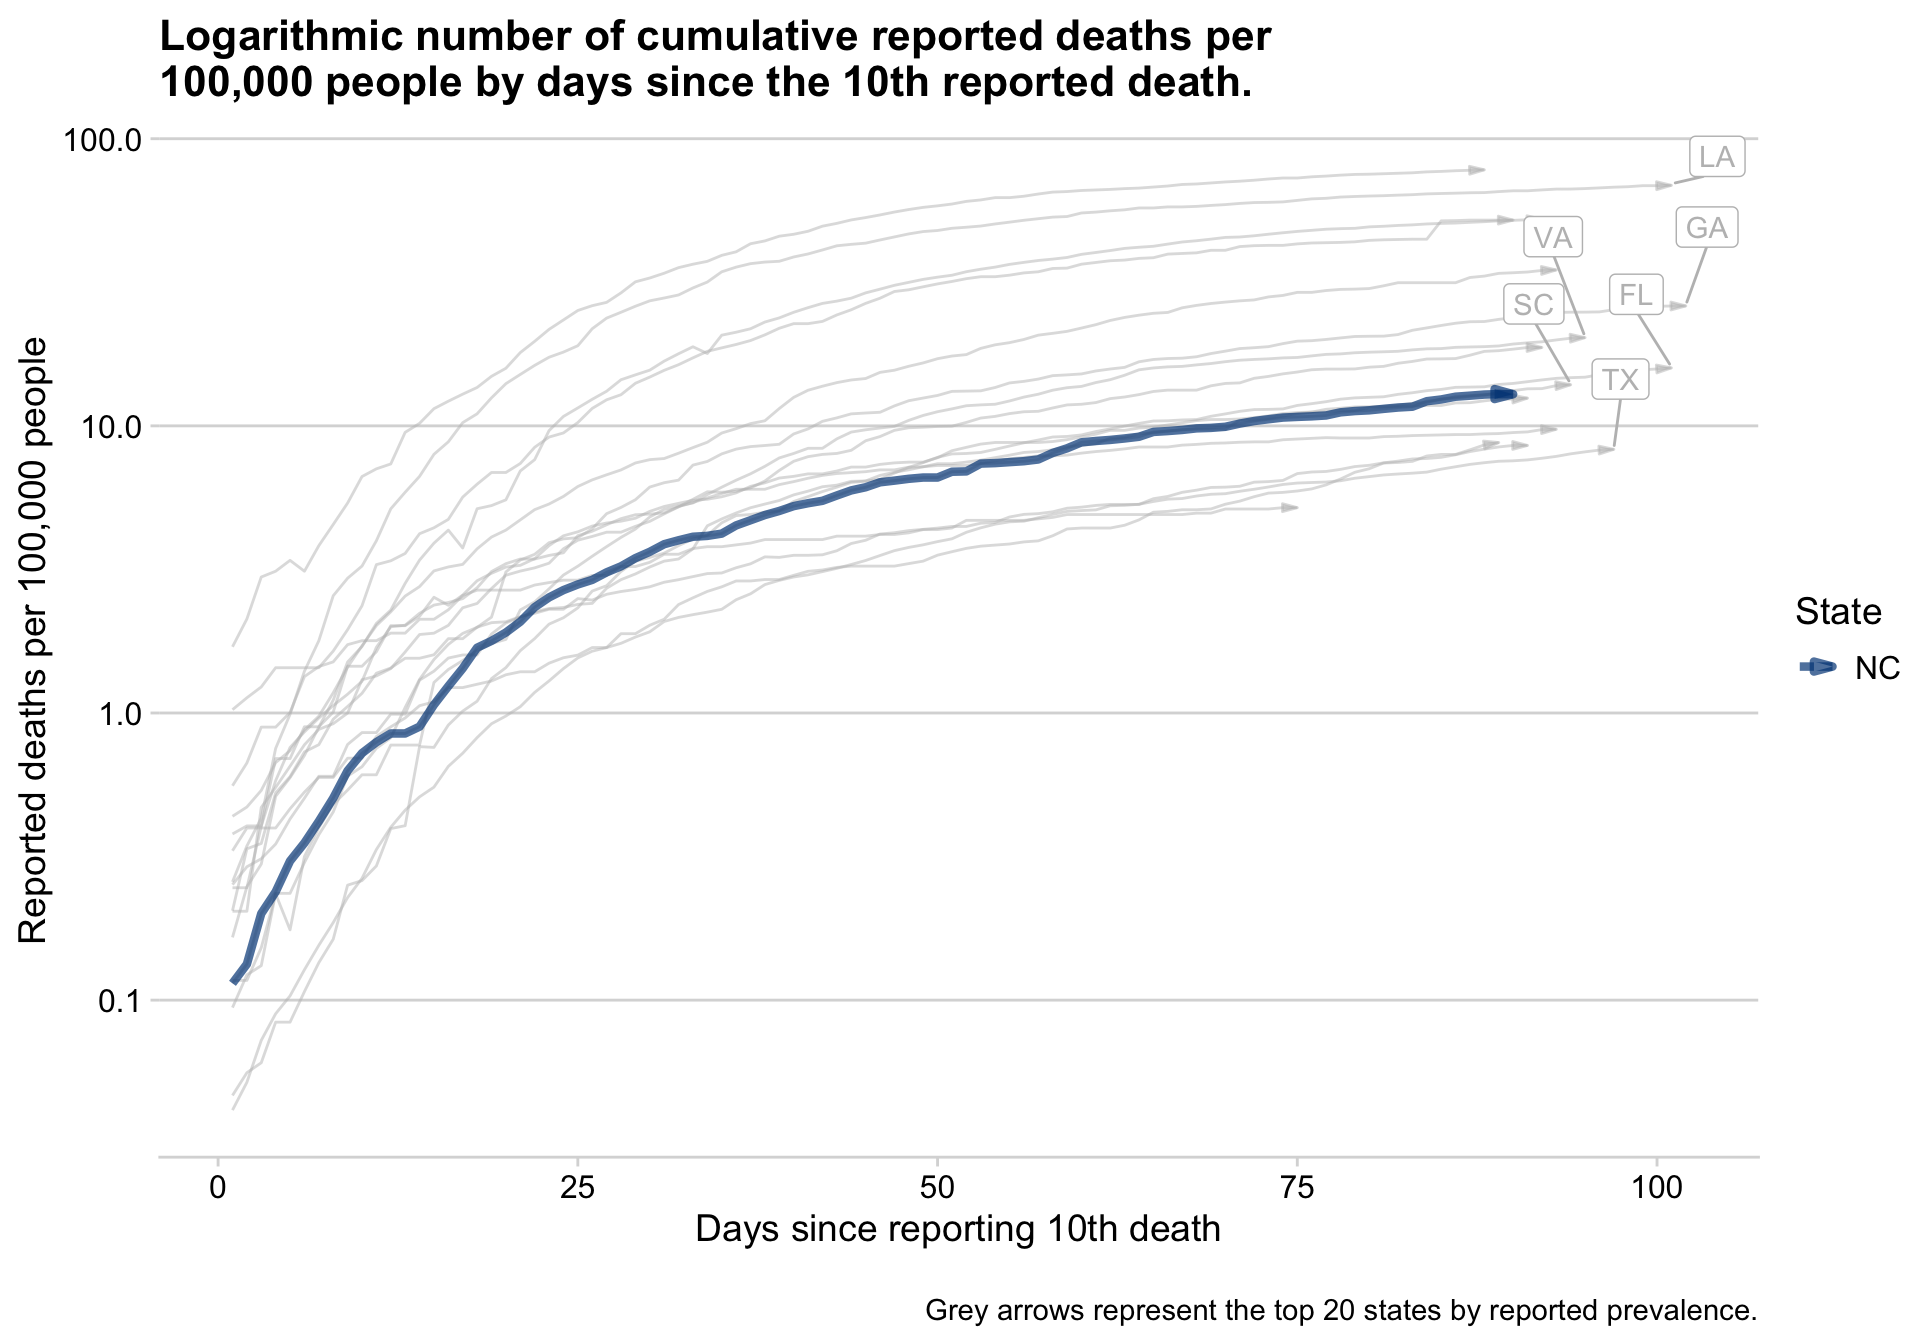 Logarithmic number of cumulative reported deaths per
100,000 people by days since the 10th reported death.
100.0
10.0
1.0
0.1
Reported deaths per 100,000 people
LA
GA
VA
FL
SC
TX
State
NC
0
25
50
75
100
Days since reporting 10th death
Grey arrows represent the top 20 states by reported prevalence.